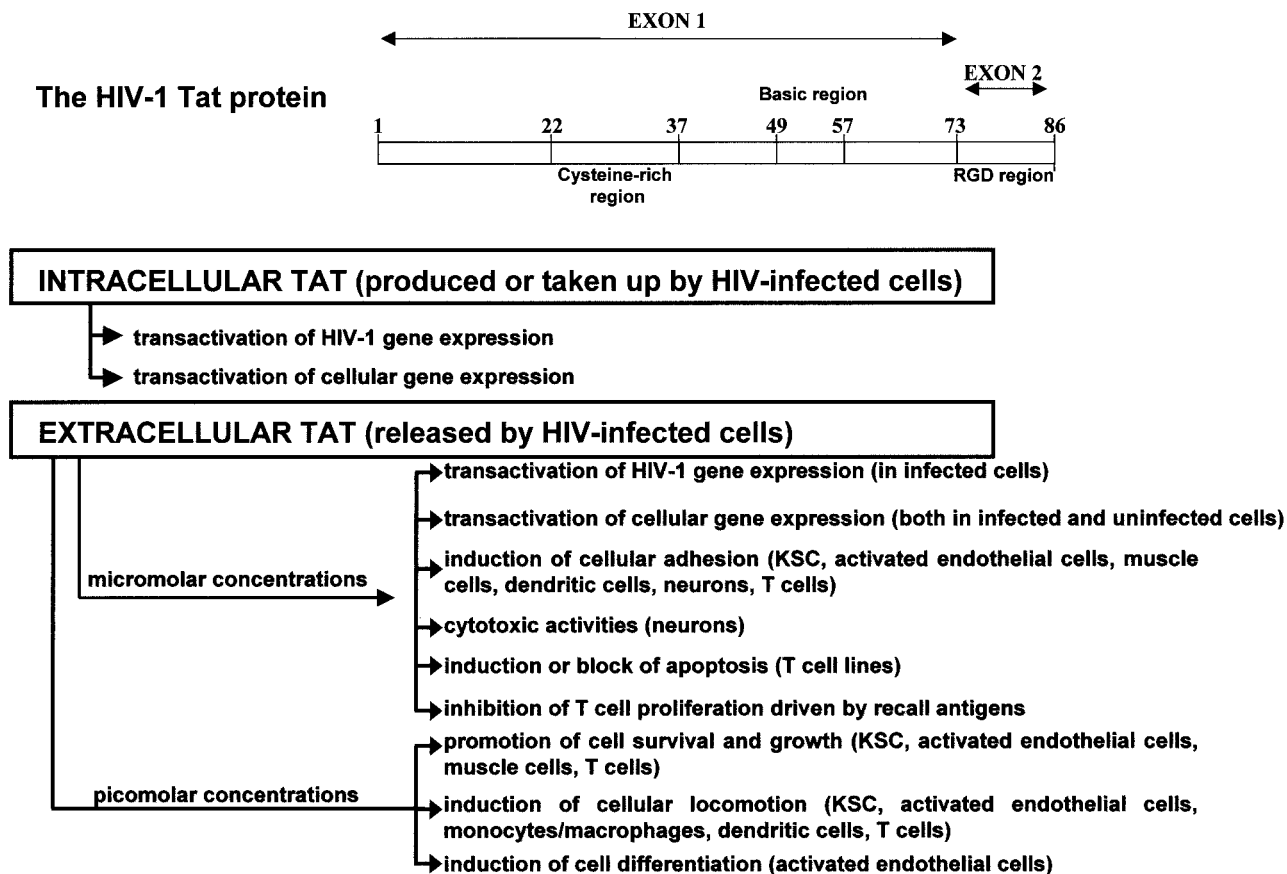 EXON 1
EXON 2
The HIV-1 Tat protein
Basic region
1 22 37 49 57 73 86
Cysteine-rich
region
RGD region
INTRACELLULAR TAT (produced or taken up by HIV-infected cells)
transactivation of HIV-1 gene expression
transactivation of cellular gene expression
EXTRACELLULAR TAT (released by HIV-infected cells)
micromolar concentrations
transactivation of HIV-1 gene expression (in infected cells)
transactivation of cellular gene expression (both in infected and uninfected cells)
induction of cellular adhesion (KSC, activated endothelial cells, muscle
cells, dendritic cells, neurons, T cells)
cytotoxic activities (neurons)
induction or block of apoptosis (T cell lines)
inhibition of T cell proliferation driven by recall antigens
picomolar concentrations
promotion of cell survival and growth (KSC, activated endothelial cells,
muscle cells, T cells)
induction of cellular locomotion (KSC, activated endothelial cells,
monocytes/macrophages, dendritic cells, T cells)
induction of cell differentiation (activated endothelial cells)